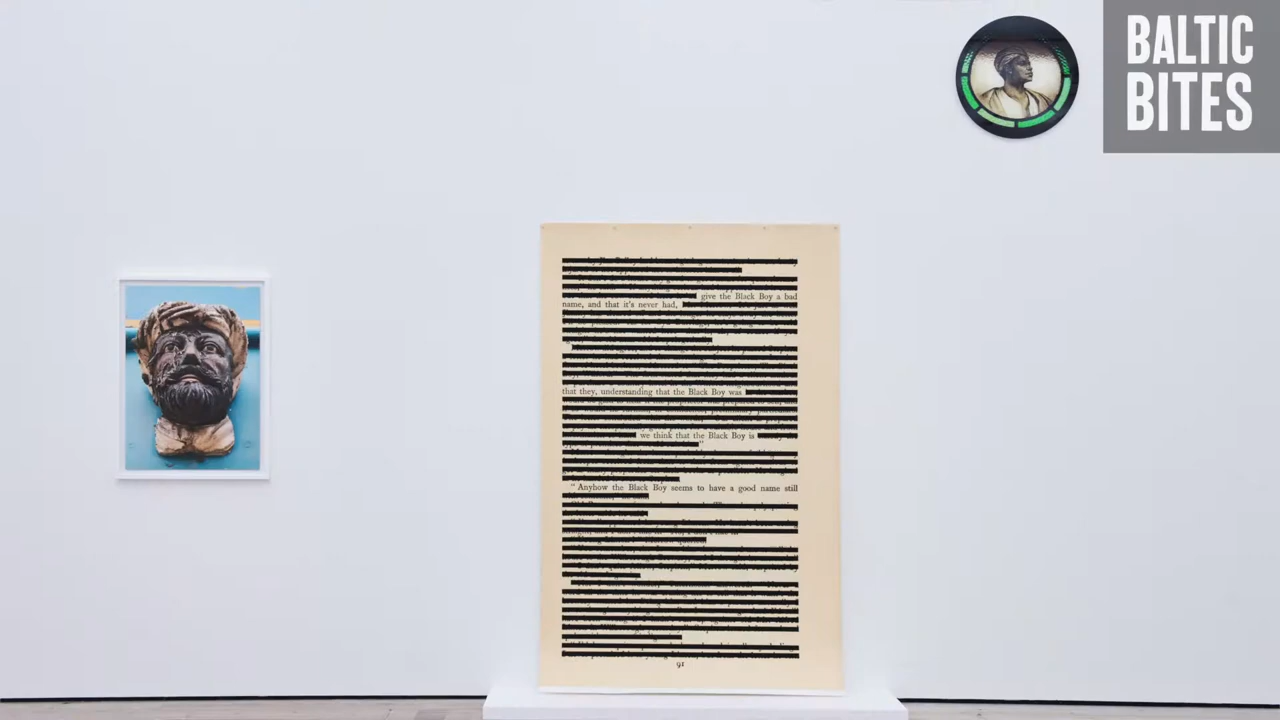 BALTIC
BITES
give the Black Boy a bad
name, and that it's never had,
that they, understanding that the Black Boy was
we think that the Black Boy is
"
"Anyhow the Black Boy seems to have a good name still
91